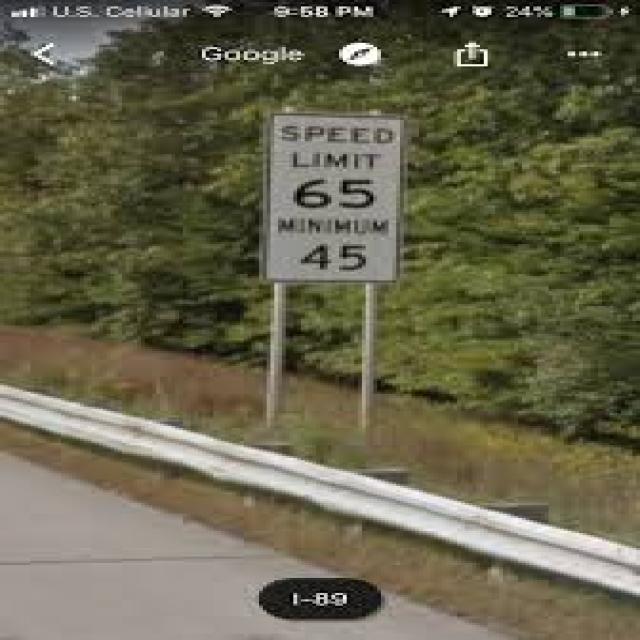 U.S. Cellular 9:58 PM 24%
Google
SPEED
LIMIT
65
MINIMUM
45
I-89